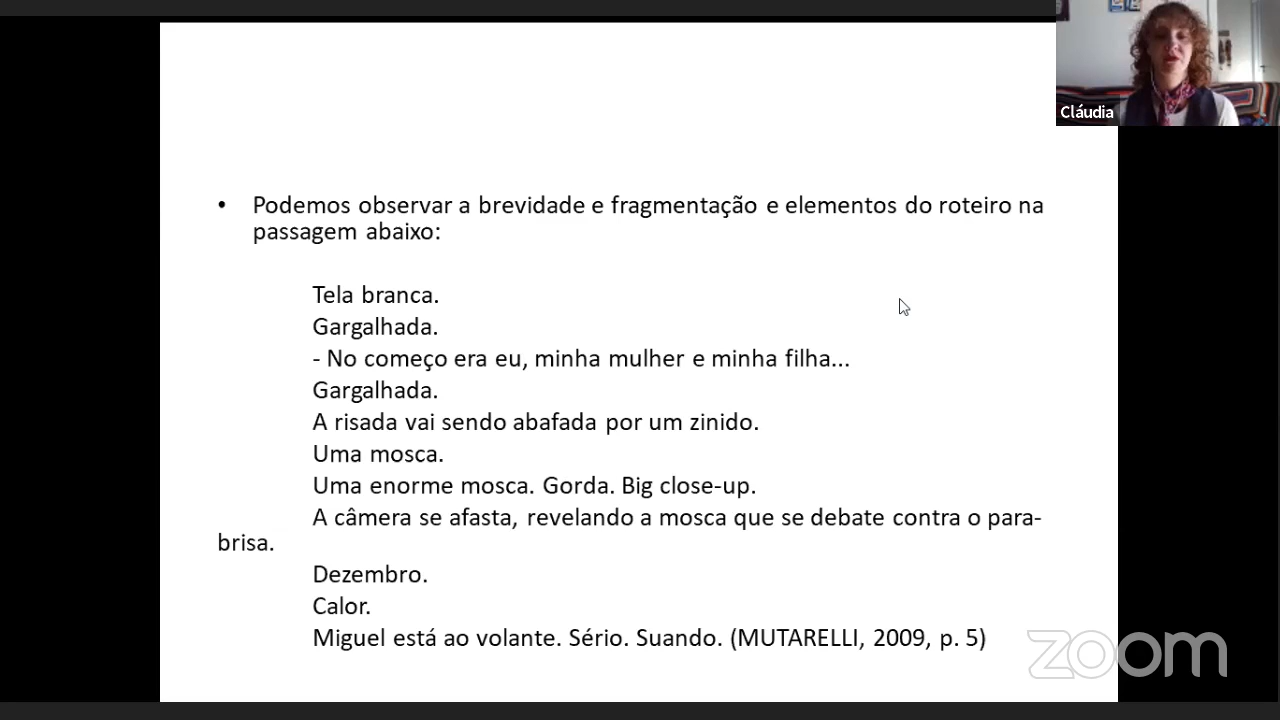 Cláudia
• Podemos observar a brevidade e fragmentação e elementos do roteiro na
passagem abaixo:
Tela branca.
Gargalhada.
- No começo era eu, minha mulher e minha filha...
Gargalhada.
A risada vai sendo abafada por um zinido.
Uma mosca.
Uma enorme mosca. Gorda. Big close-up.
A câmera se afasta, revelando a mosca que se debate contra o para-
brisa.
Dezembro.
Calor.
Miguel está ao volante. Sério. Suando. (MUTARELLI, 2009, p. 5)
zoom